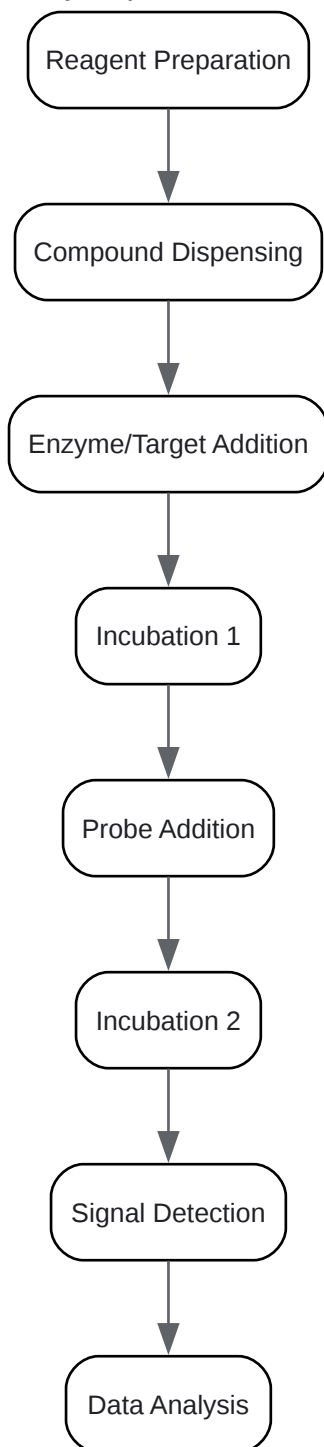 Reagent Preparation
Compound Dispensing
Enzyme/Target Addition
Incubation 1
Probe Addition
Incubation 2
Signal Detection
Data Analysis